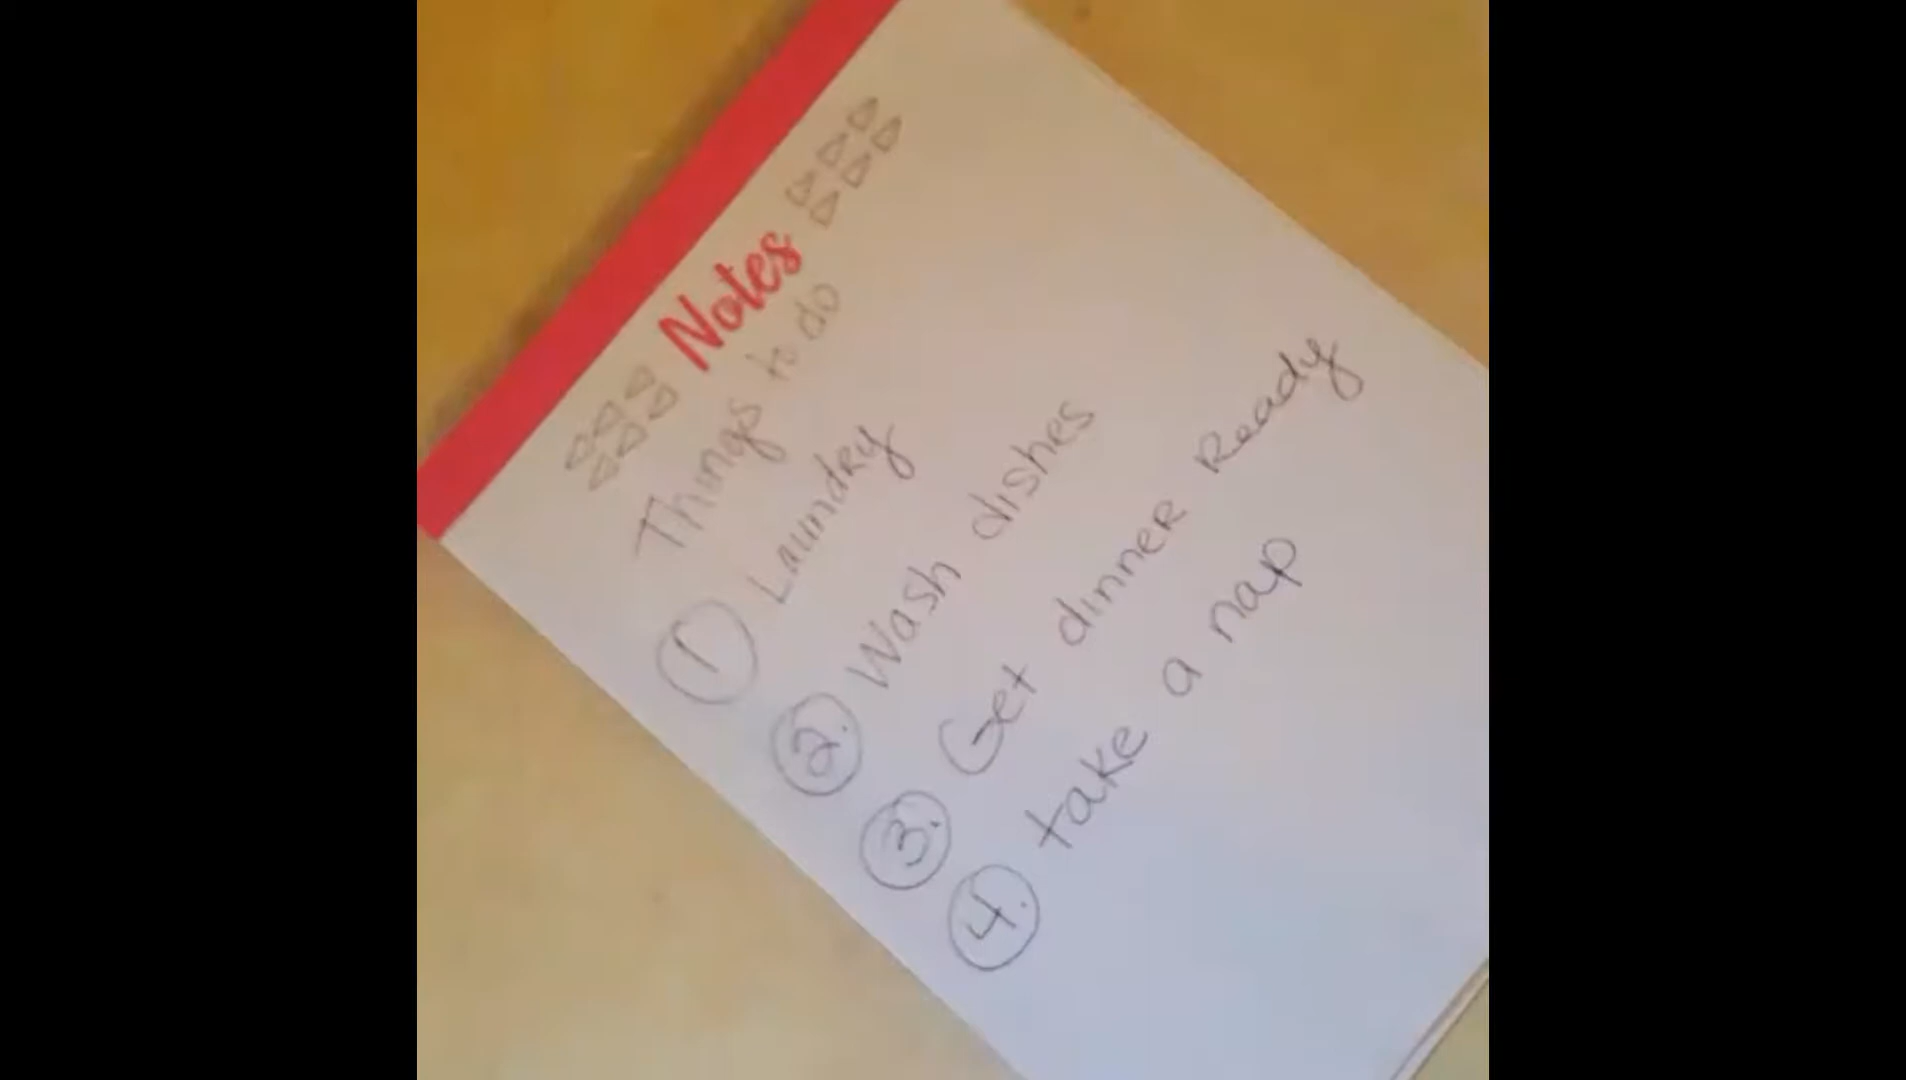 Notes
Things to do
1 Laundry
2. Wash dishes
3. Get dinner Ready
4. take a nap